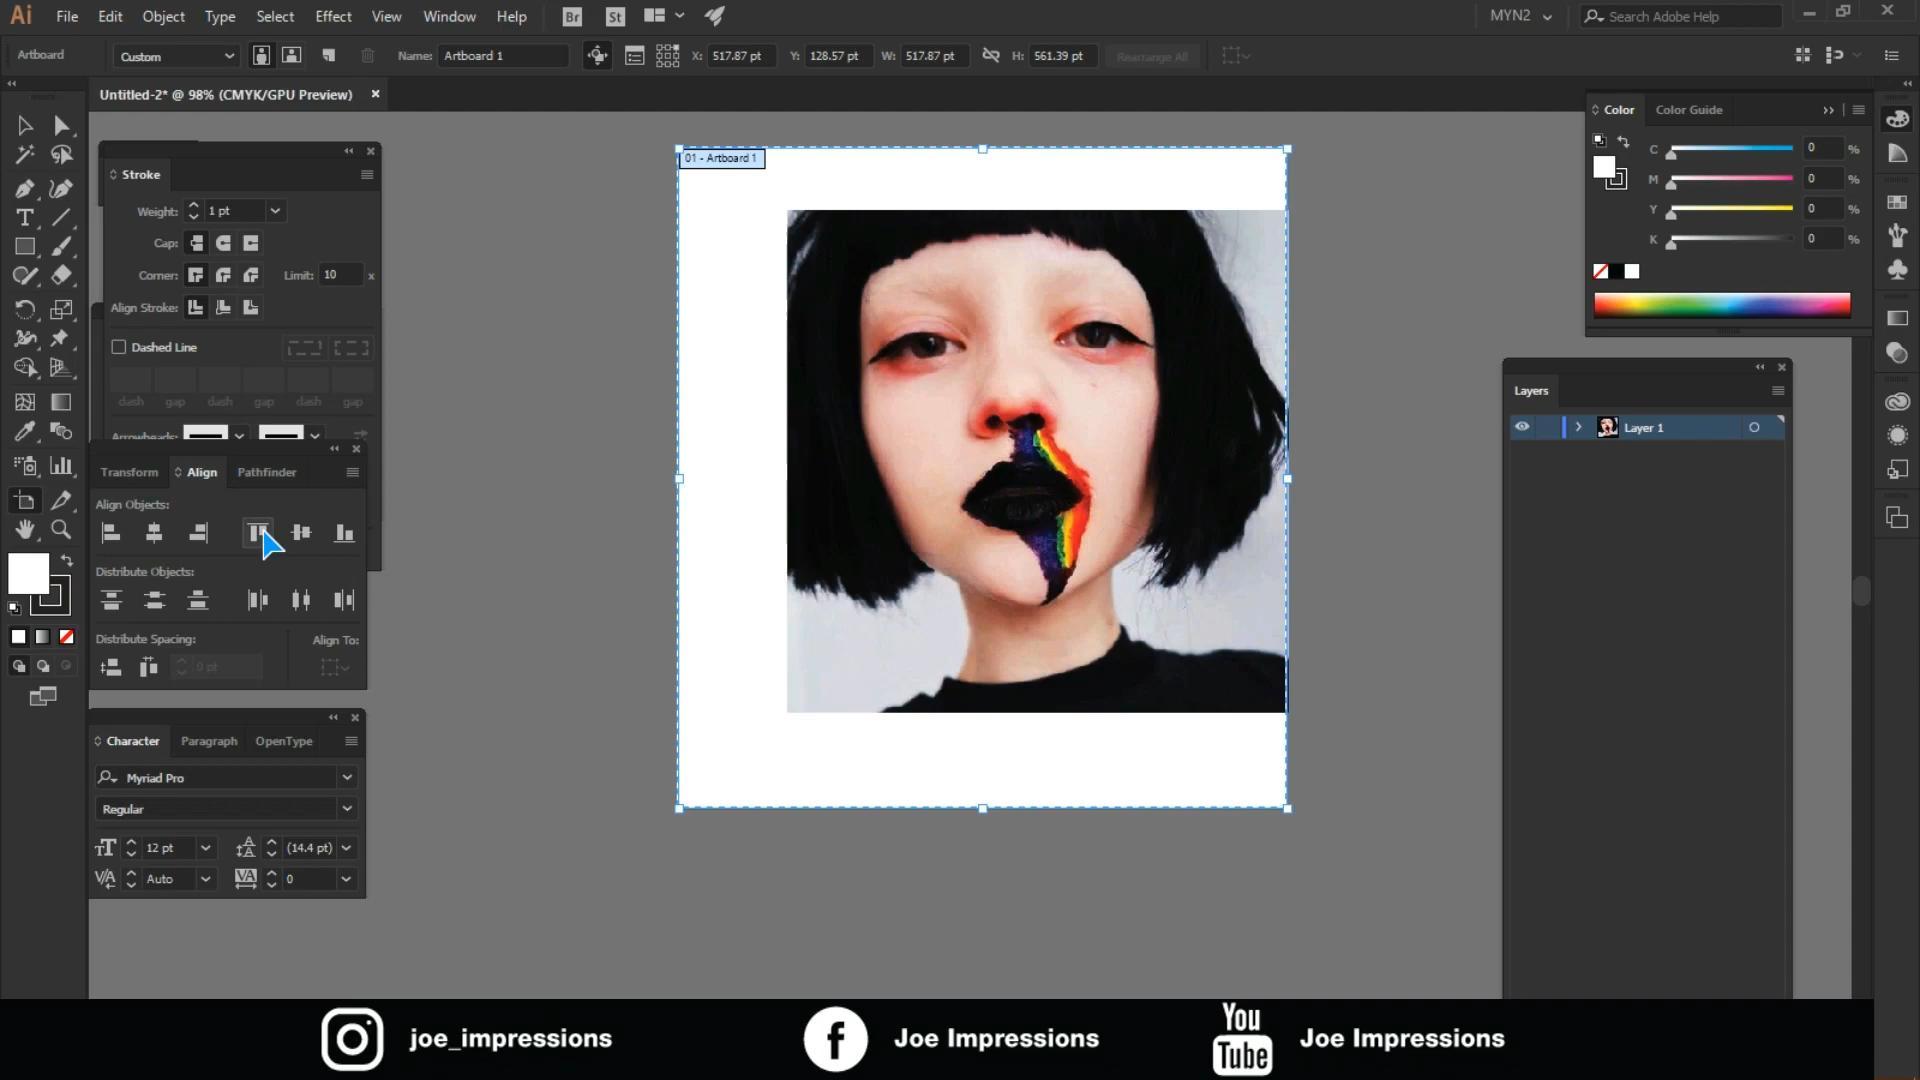 Ai File Edit Object Type Select Effect View Window Help Br St MYN2 Search Adobe Help
Artboard Custom Name: Artboard 1 X: 517.87 pt Y: 128.57 pt W: 517.87 pt H: 561.39 pt Rearrange All
Untitled-2* @ 98% (CMYK/GPU Preview)
01 - Artboard 1
Stroke
Weight: 1 pt
Cap:
Corner: Limit: 10 x
Align Stroke:
Dashed Line
dash gap dash gap dash gap
Arrowheads:
Transform Align Pathfinder
Align Objects:
Distribute Objects:
Distribute Spacing: Align To:
0 pt
Character Paragraph OpenType
Myriad Pro
Regular
12 pt (14.4 pt)
Auto 0
Color Color Guide
C 0 %
M 0 %
Y 0 %
K 0 %
Layers
Layer 1
joe_impressions
Joe Impressions
You
Tube
Joe Impressions